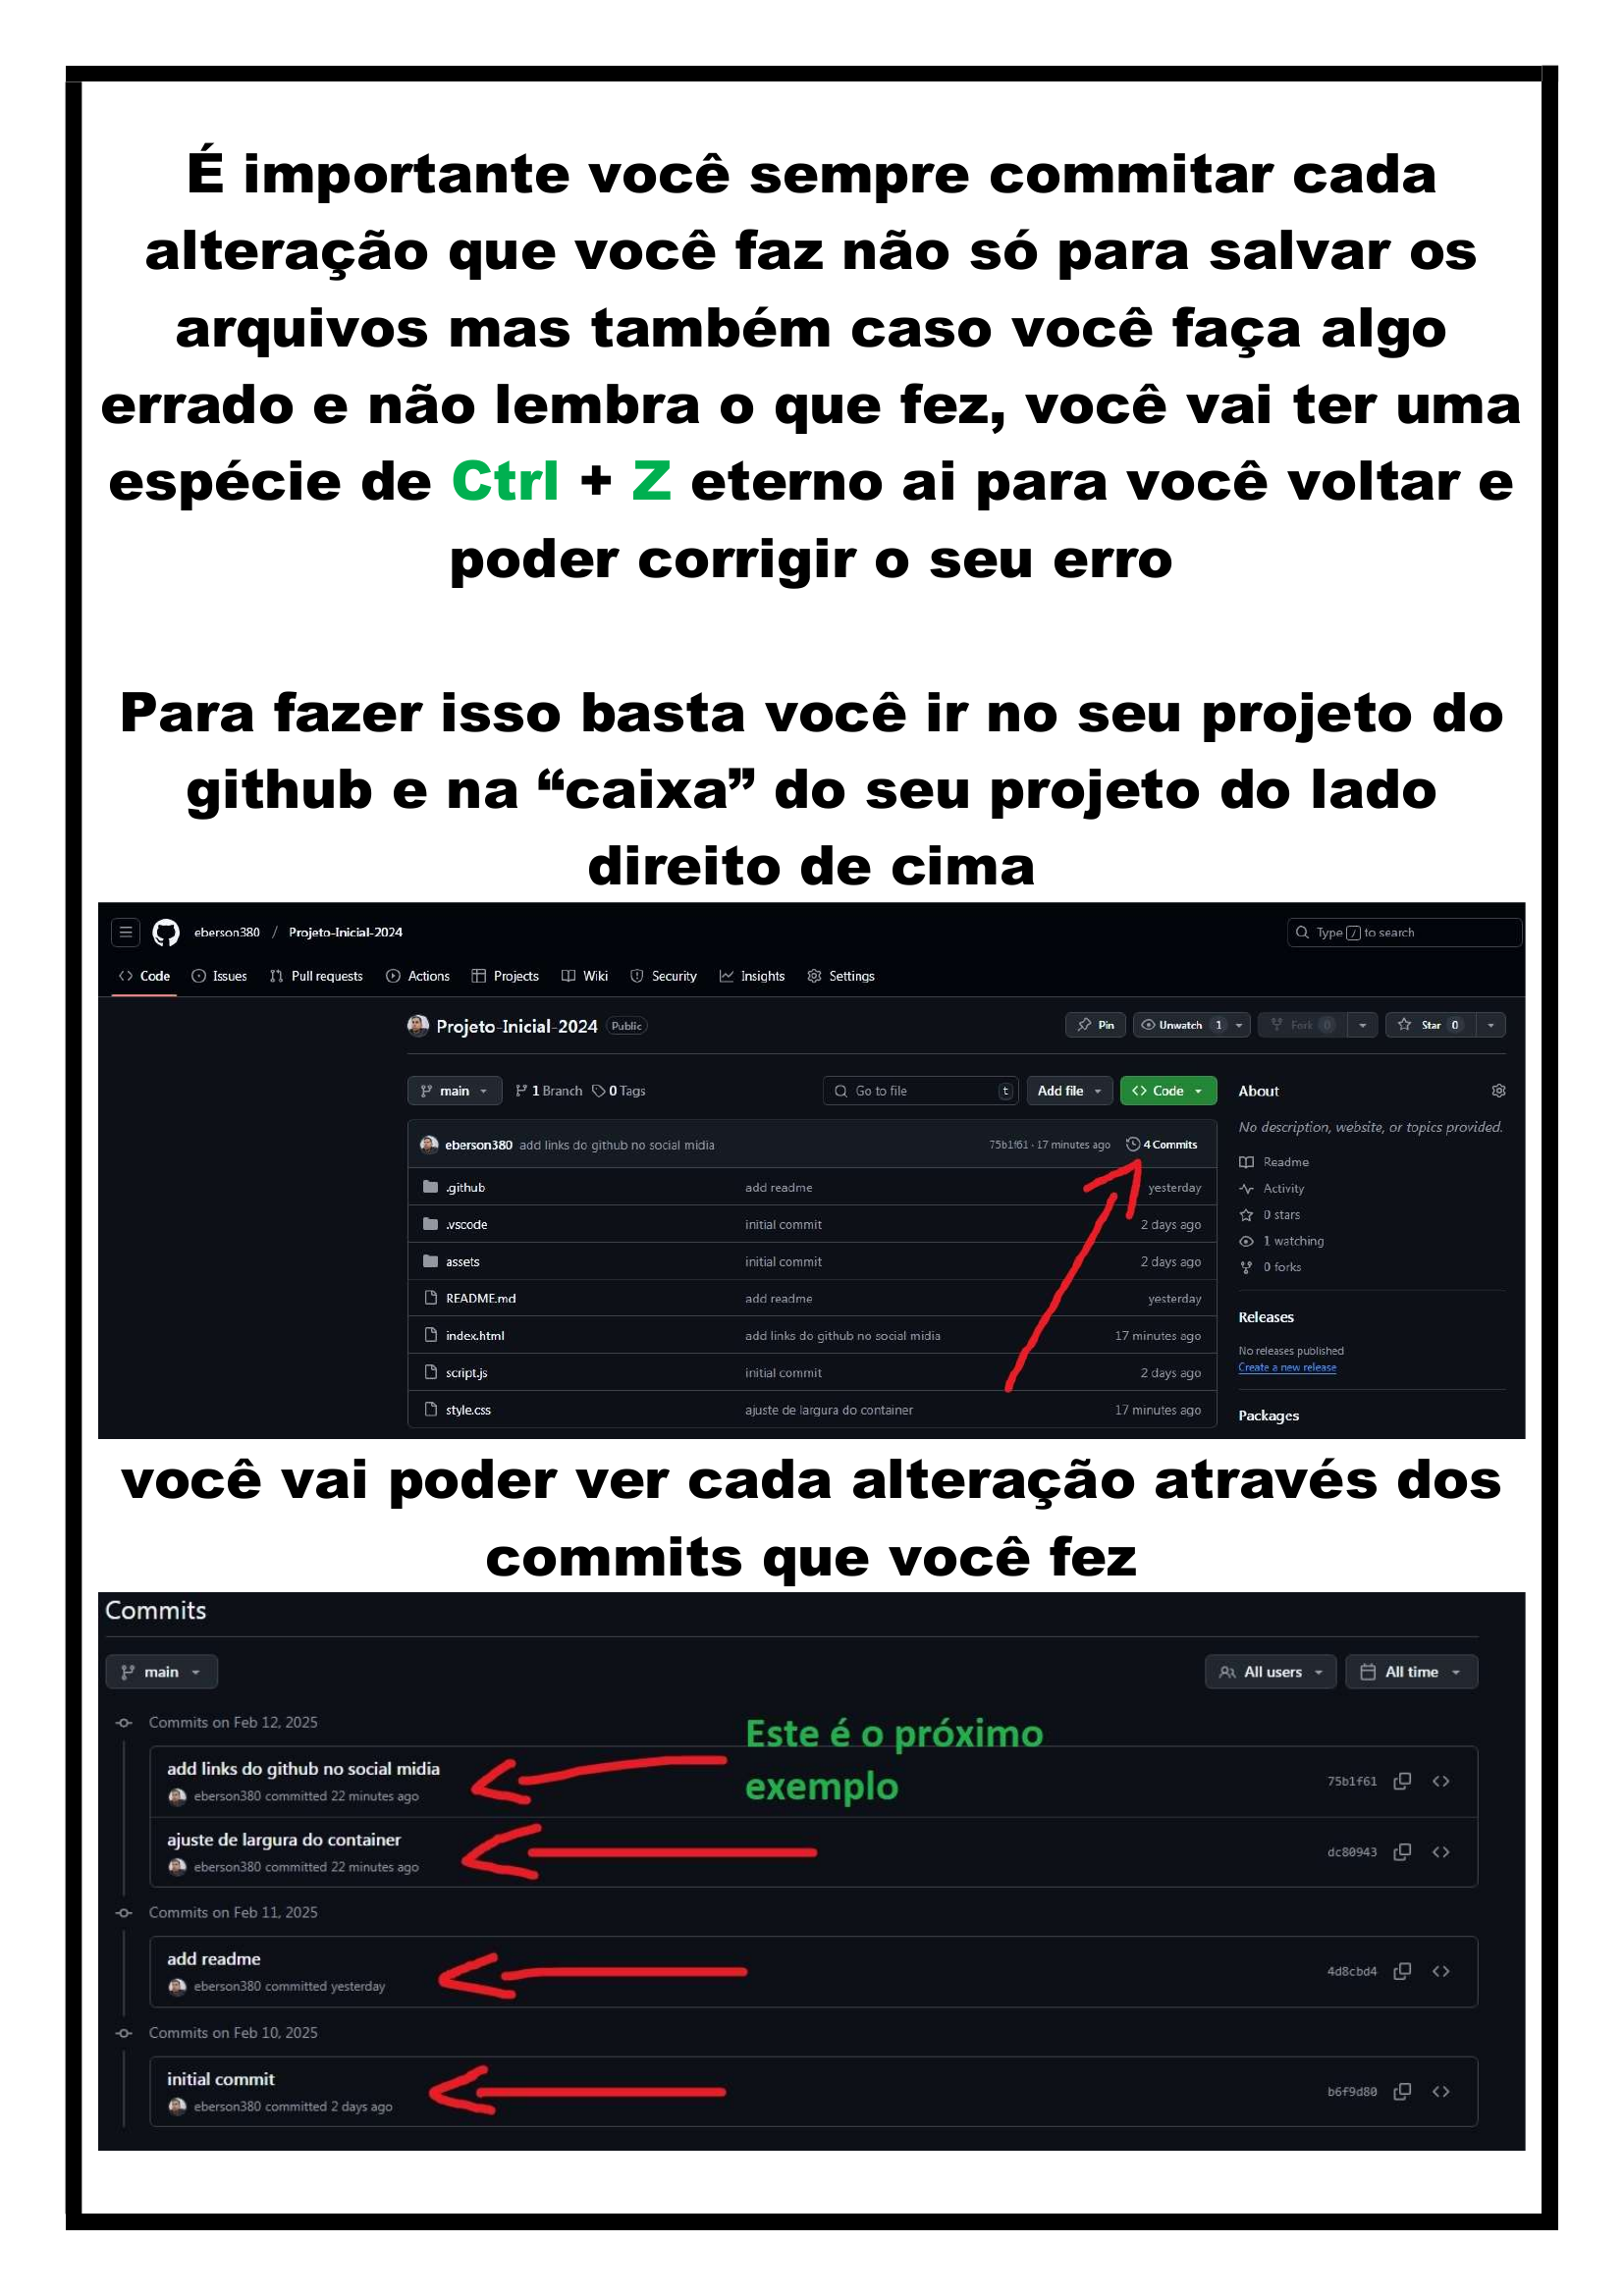 É importante você sempre commitar cada
alteração que você faz não só para salvar os
arquivos mas também caso você faça algo
errado e não lembra o que fez, você vai ter uma
espécie de Ctrl + Z eterno ai para você voltar e
poder corrigir o seu erro
Para fazer isso basta você ir no seu projeto do
github e na “caixa” do seu projeto do lado
direito de cima
eberson380 / Projeto-Inicial-2024
Type / to search
Code Issues Pull requests Actions Projects Wiki Security Insights Settings
Projeto-Inicial-2024 Public
Pin Unwatch 1 Fork 0 Star 0
main 1 Branch 0 Tags Go to file t Add file Code
eberson380 add links do github no social midia 75b1f61 · 17 minutes ago 4 Commits
.github add readme yesterday
.vscode initial commit 2 days ago
assets initial commit 2 days ago
README.md add readme yesterday
index.html add links do github no social midia 17 minutes ago
script.js initial commit 2 days ago
style.css ajuste de largura do container 17 minutes ago
About
No description, website, or topics provided.
Readme
Activity
0 stars
1 watching
0 forks
Releases
No releases published
Create a new release
Packages
você vai poder ver cada alteração através dos
commits que você fez
Commits
main All users All time
Commits on Feb 12, 2025
Este é o próximo
exemplo
add links do github no social midia
eberson380 committed 22 minutes ago 75b1f61
ajuste de largura do container
eberson380 committed 22 minutes ago dc80943
Commits on Feb 11, 2025
add readme
eberson380 committed yesterday 4d8cbd4
Commits on Feb 10, 2025
initial commit
eberson380 committed 2 days ago b6f9d80